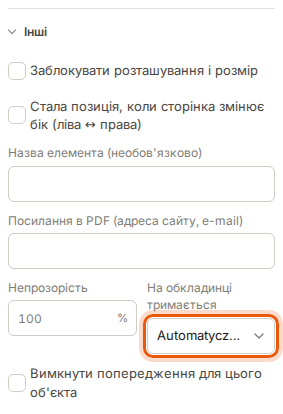 Інші
Заблокувати розташування і розмір
Стала позиція, коли сторінка змінює
бік (ліва ↔ права)
Назва елемента (необов'язково)
Посилання в PDF (адреса сайту, e-mail)
Непрозорість
100 %
На обкладинці
тримається
Automatycz...
Вимкнути попередження для цього
об'єкта